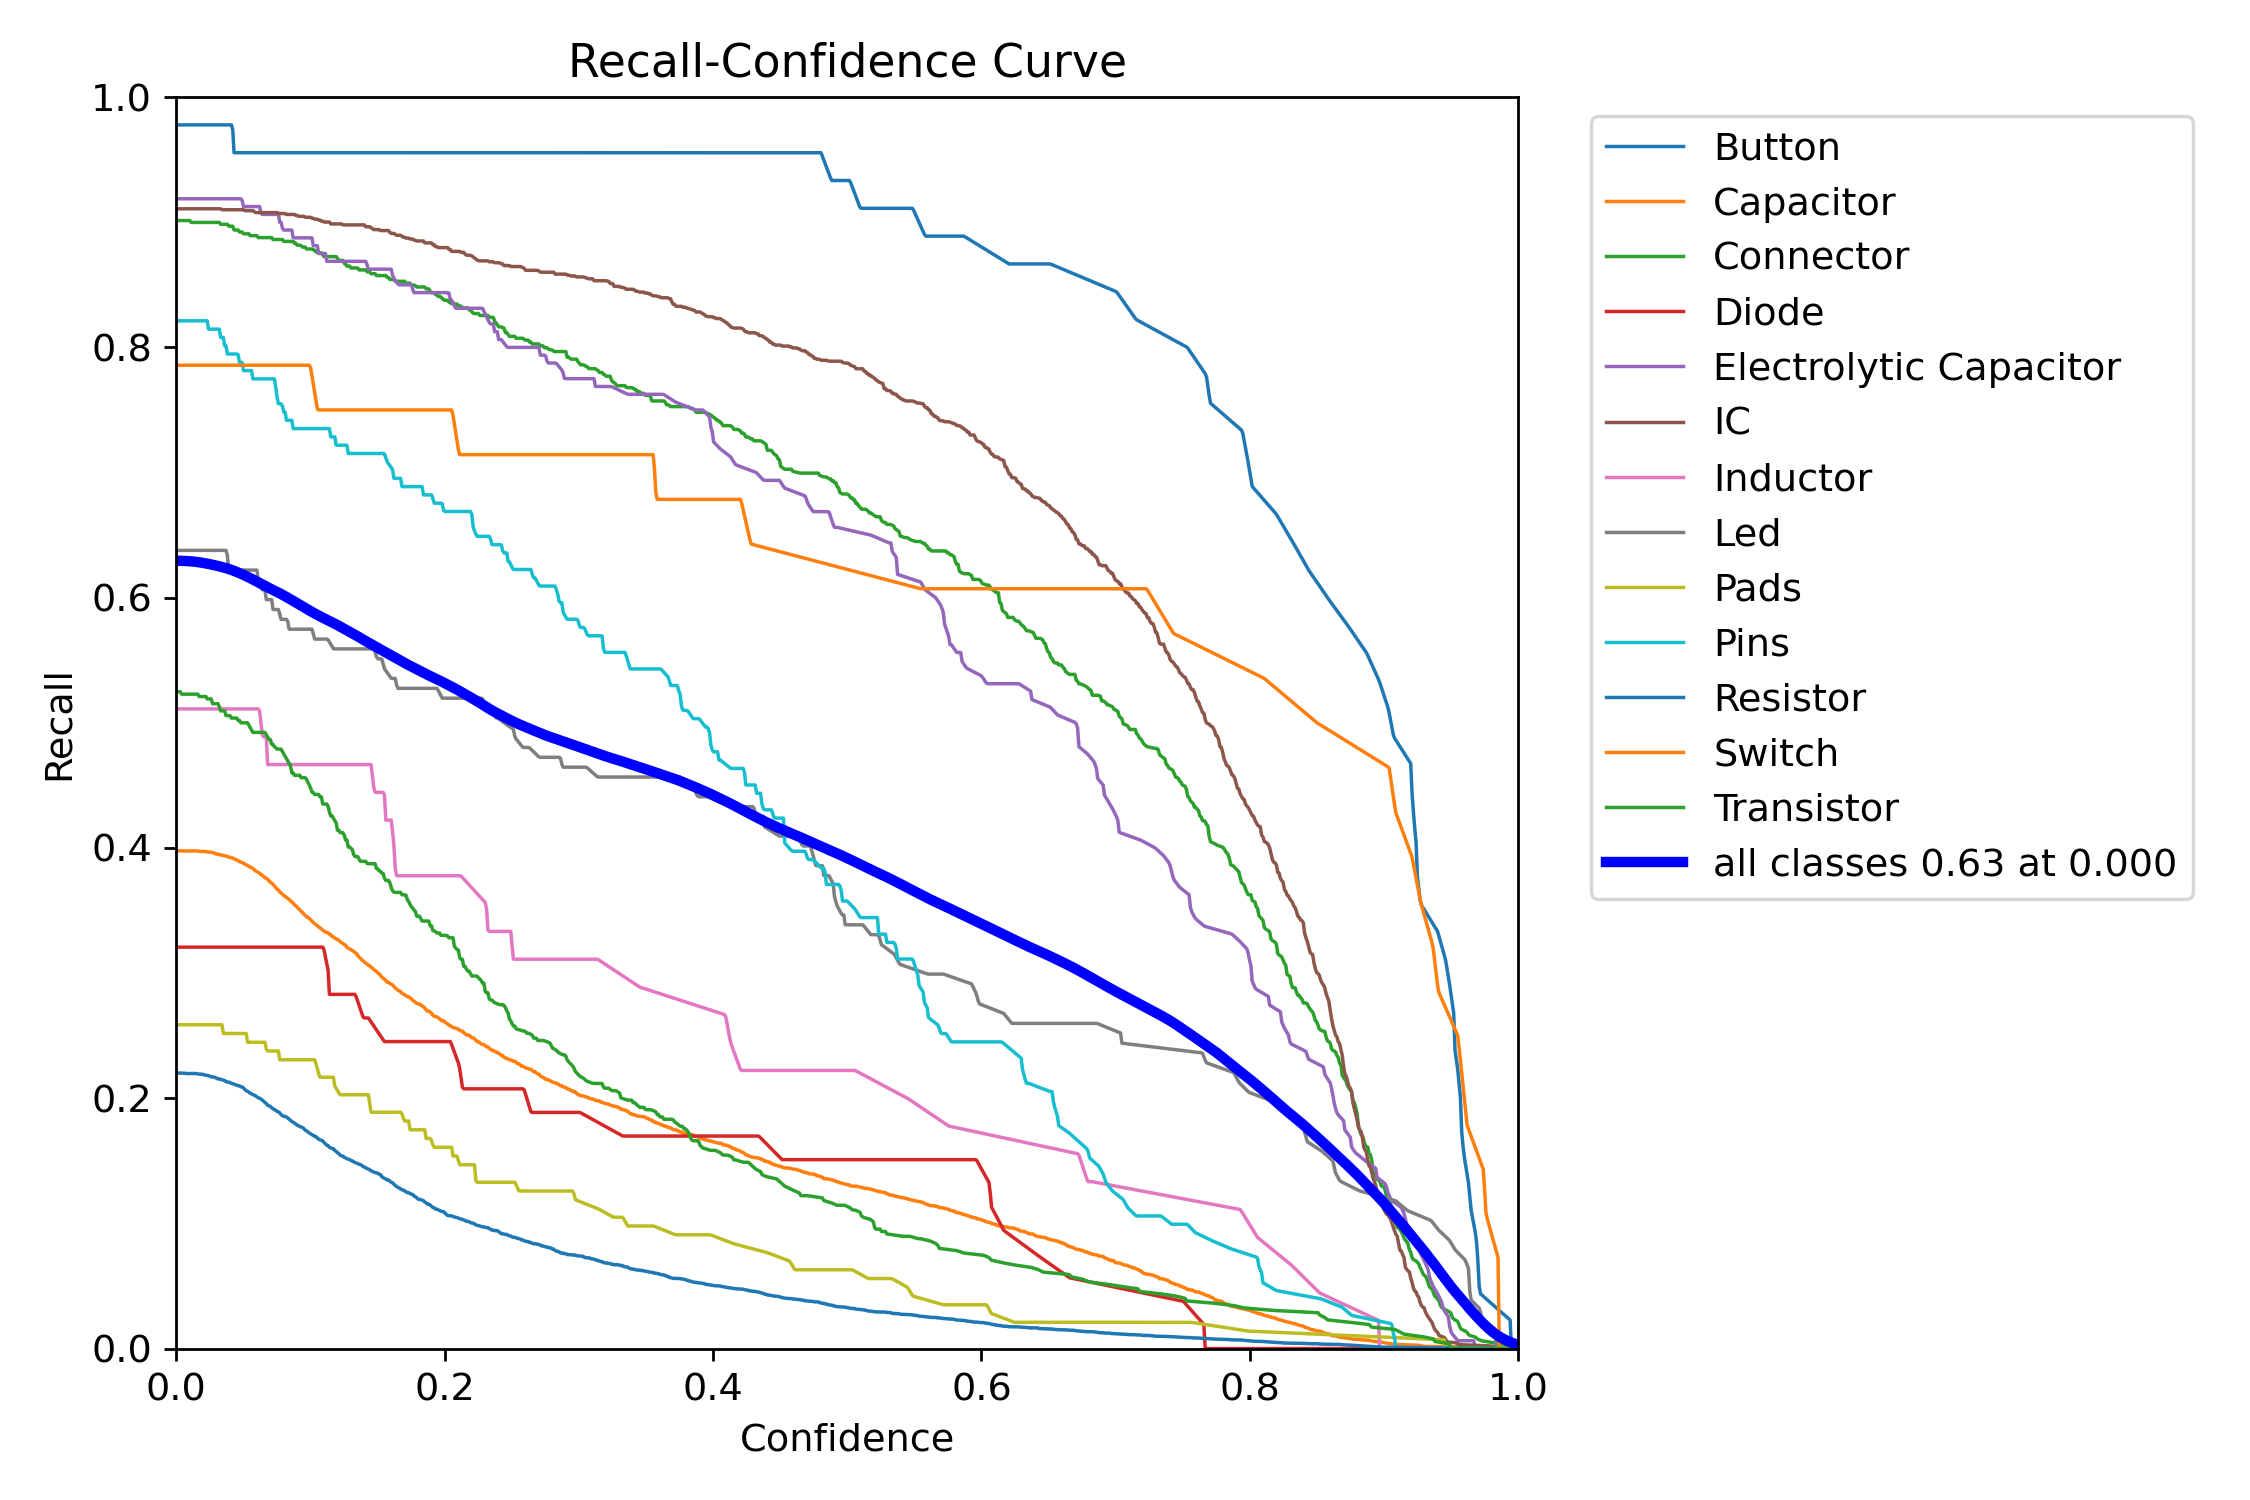 Recall-Confidence Curve
1.0
0.8
0.6
0.4
0.2
0.0
Recall
0.0 0.2 0.4 0.6 0.8 1.0
Confidence
Button
Capacitor
Connector
Diode
Electrolytic Capacitor
IC
Inductor
Led
Pads
Pins
Resistor
Switch
Transistor
all classes 0.63 at 0.000